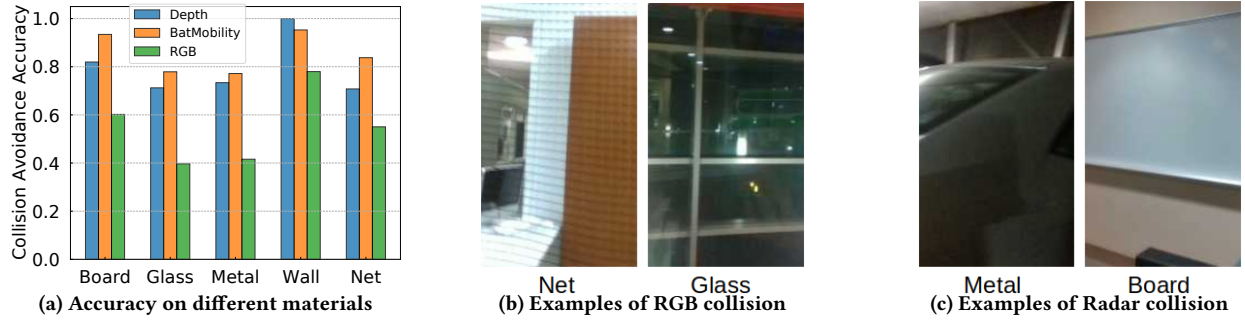 Collision Avoidance Accuracy
1.0
0.8
0.6
0.4
0.2
0.0
Depth
BatMobility
RGB
Board Glass Metal Wall Net
(a) Accuracy on different materials
Net Glass
(b) Examples of RGB collision
Metal Board
(c) Examples of Radar collision